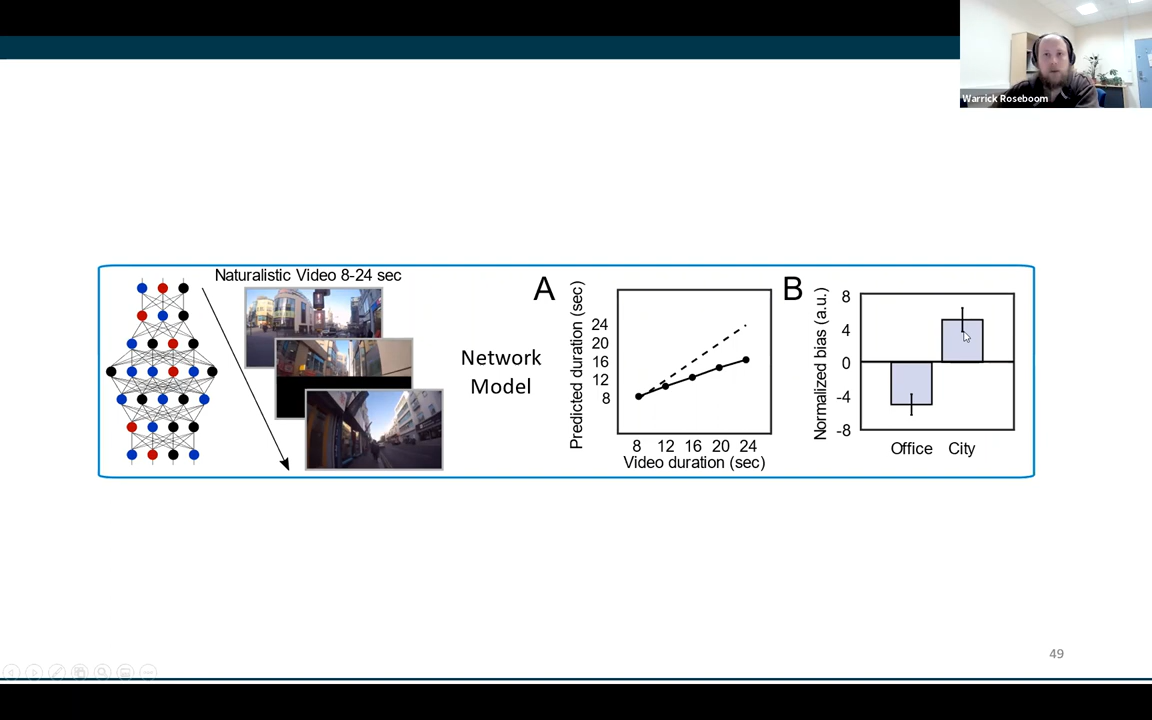 Warrick Roseboom
Naturalistic Video 8-24 sec
Network
Model
A
Predicted duration (sec)
24
20
16
12
8
8 12 16 20 24
Video duration (sec)
B
Normalized bias (a.u.)
8
4
0
-4
-8
Office City
49